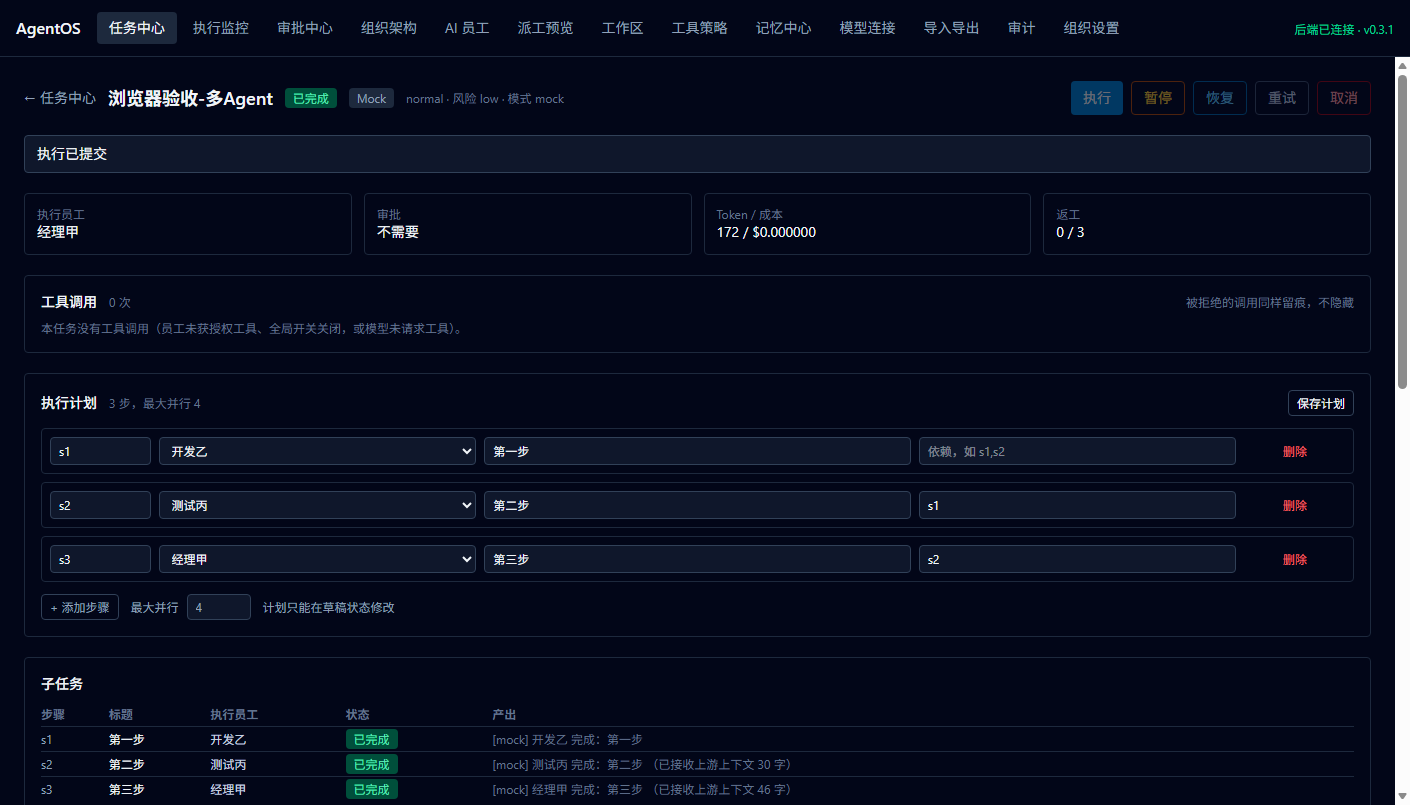 AgentOS 任务中心 执行监控 审批中心 组织架构 AI 员工 派工预览 工作区 工具策略 记忆中心 模型连接 导入导出 审计 组织设置 后端已连接 · v0.3.1
← 任务中心 浏览器验收-多Agent 已完成 Mock normal · 风险 low · 模式 mock 执行 暂停 恢复 重试 取消
执行已提交
执行员工 审批 Token / 成本 返工
经理甲 不需要 172 / $0.000000 0 / 3
工具调用 0 次 被拒绝的调用同样留痕，不隐藏
本任务没有工具调用（员工未获授权工具、全局开关关闭，或模型未请求工具）。
执行计划 3 步，最大并行 4 保存计划
s1 开发乙 第一步 依赖，如 s1,s2 删除
s2 测试丙 第二步 s1 删除
s3 经理甲 第三步 s2 删除
+ 添加步骤 最大并行 4 计划只能在草稿状态修改
子任务
步骤 标题 执行员工 状态 产出
s1 第一步 开发乙 已完成 [mock] 开发乙 完成：第一步
s2 第二步 测试丙 已完成 [mock] 测试丙 完成：第二步 （已接收上游上下文 30 字）
s3 第三步 经理甲 已完成 [mock] 经理甲 完成：第三步 （已接收上游上下文 46 字）